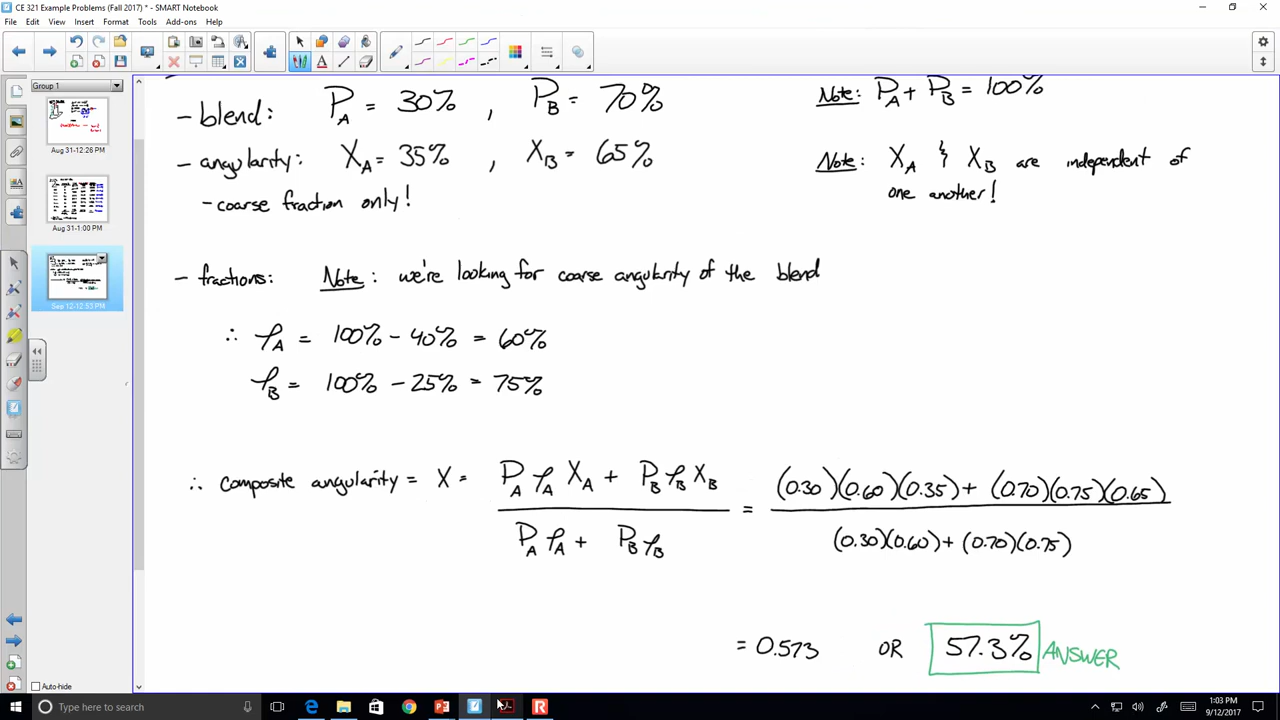 CE 321 Example Problems (Fall 2017) * - SMART Notebook
File Edit View Insert Format Tools Add-ons Help
Group 1
Aug 31-12:26 PM
Aug 31-1:00 PM
Sep 12-12:53 PM
Auto-hide
- blend: P_A = 30% , P_B = 70%
Note: P_A + P_B = 100%
- angularity: X_A = 35% , X_B = 65%
- coarse fraction only!
Note: X_A & X_B are independent of
one another!
- fractions: Note: we're looking for coarse angularity of the blend
∴ φ_A = 100% - 40% = 60%
φ_B = 100% - 25% = 75%
∴ composite angularity = X = P_A φ_A X_A + P_B φ_B X_B = (0.30)(0.60)(0.35) + (0.70)(0.75)(0.65)
P_A φ_A + P_B φ_B (0.30)(0.60) + (0.70)(0.75)
= 0.573 OR 57.3% ANSWER
Type here to search
1:03 PM
9/12/2017